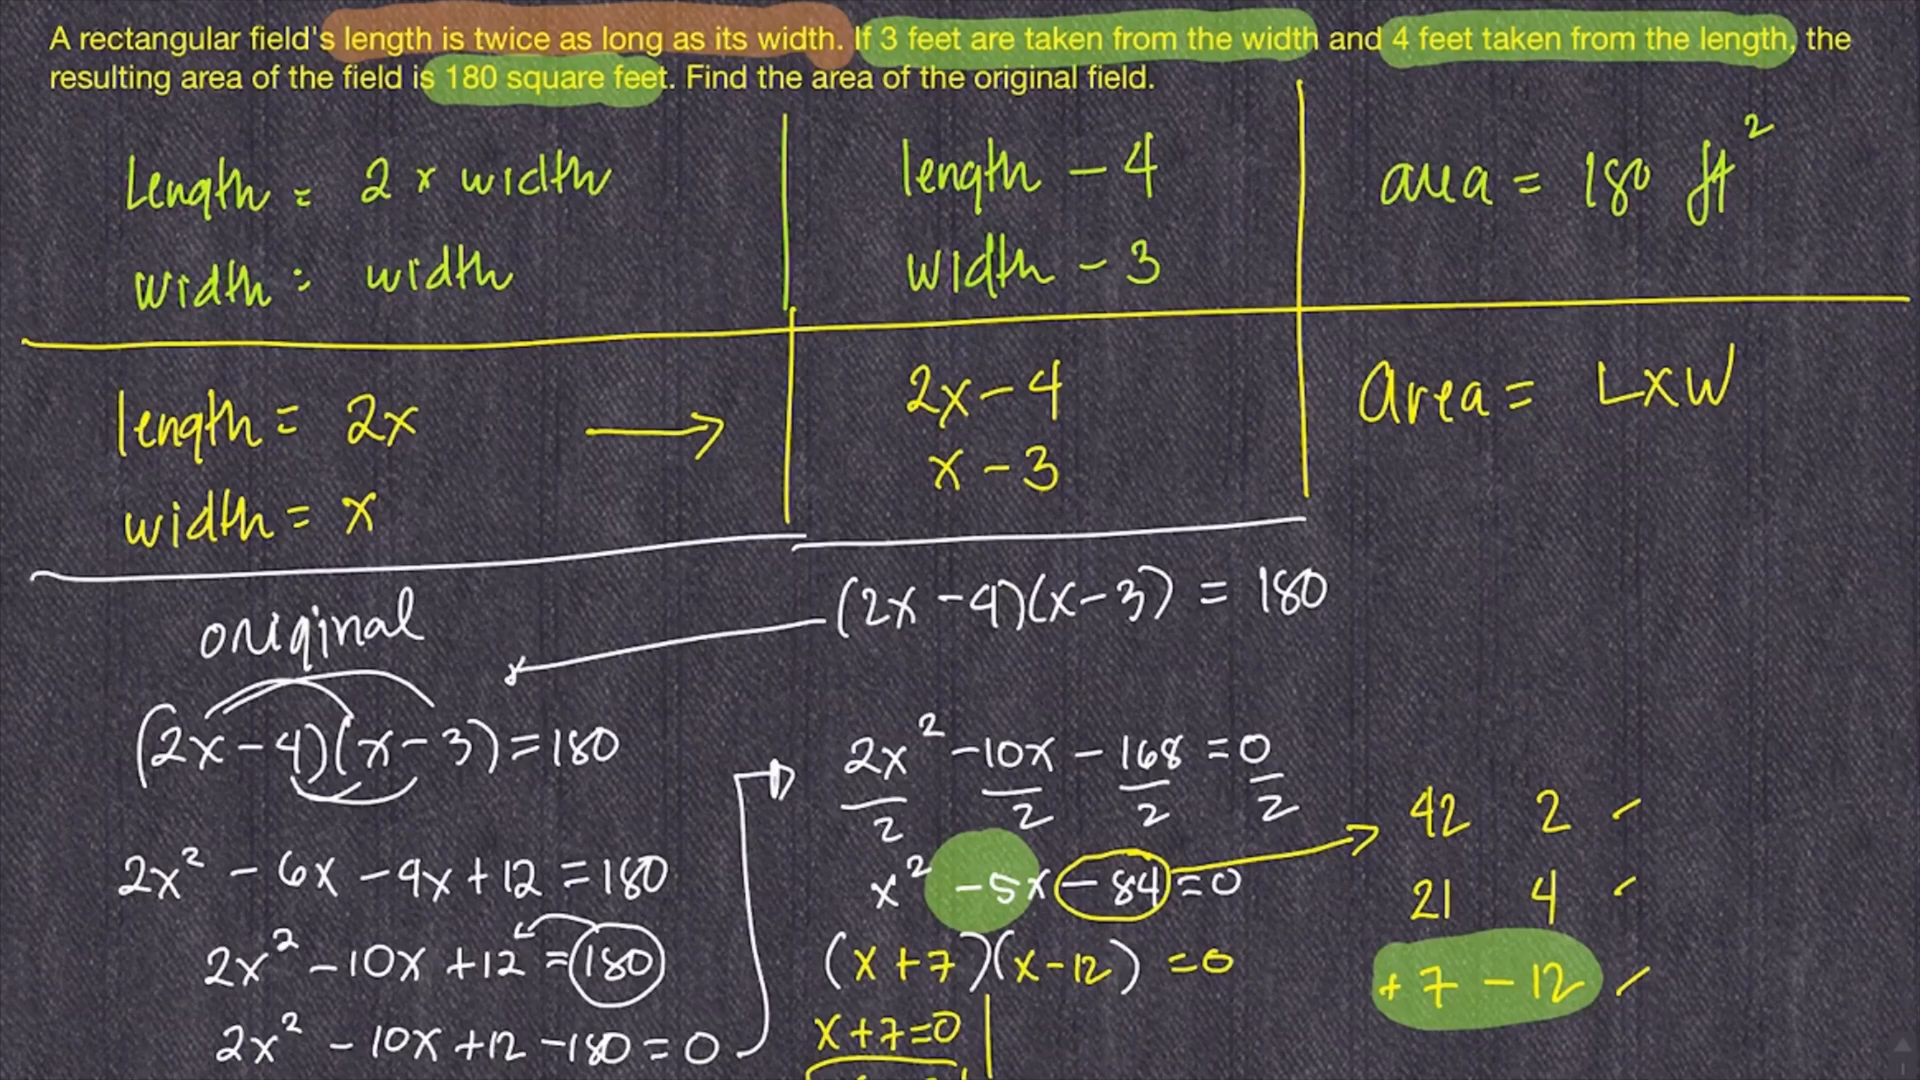 A rectangular field's length is twice as long as its width. If 3 feet are taken from the width and 4 feet taken from the length, the
resulting area of the field is 180 square feet. Find the area of the original field.
Length = 2 x width
width = width
length - 4
width - 3
area = 180 ft²
length = 2x
width = x
2x - 4
x - 3
Area = L x W
original
(2x - 4)(x - 3) = 180
(2x - 4)(x - 3) = 180
2x² - 6x - 4x + 12 = 180
2x² - 10x + 12 = 180
2x² - 10x + 12 - 180 = 0
2x² - 10x - 168 = 0
2 2 2 2
x² - 5x - 84 = 0
(x + 7)(x - 12) = 0
x + 7 = 0
42 2
21 4
+ 7 - 12